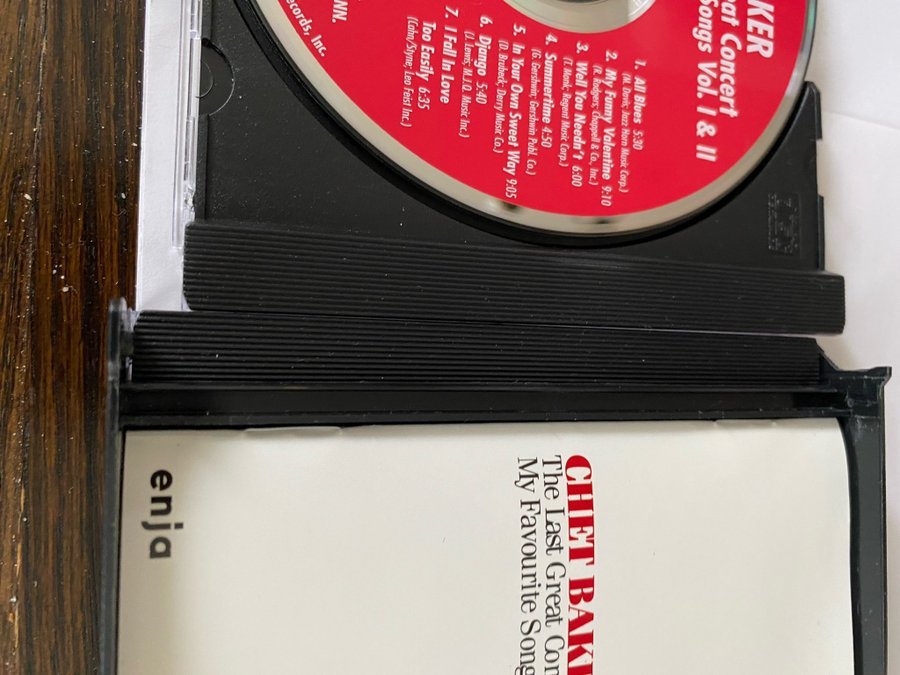 KER
at Concert
Songs Vol. I & II
1. All Blues 5:30
(M. Davis; Jazz Horn Music Corp.)
2. My Funny Valentine 9:10
(R. Rodgers; Chappell & Co., Inc.)
3. Well You Needn't 6:00
(T. Monk; Regent Music Corp.)
4. Summertime 4:50
(G. Gershwin; Gershwin Publ. Co.)
5. In Your Own Sweet Way 9:05
(D. Brubeck; Derry Music Co.)
6. Django 5:40
(J. Lewis; M.J.Q. Music Inc.)
7. I Fall In Love
Too Easily 6:35
(Cahn/Styne; Leo Feist Inc.)
NN.
ecords, Inc.
CHET BAKE
The Last Great Con
My Favourite Song
enja